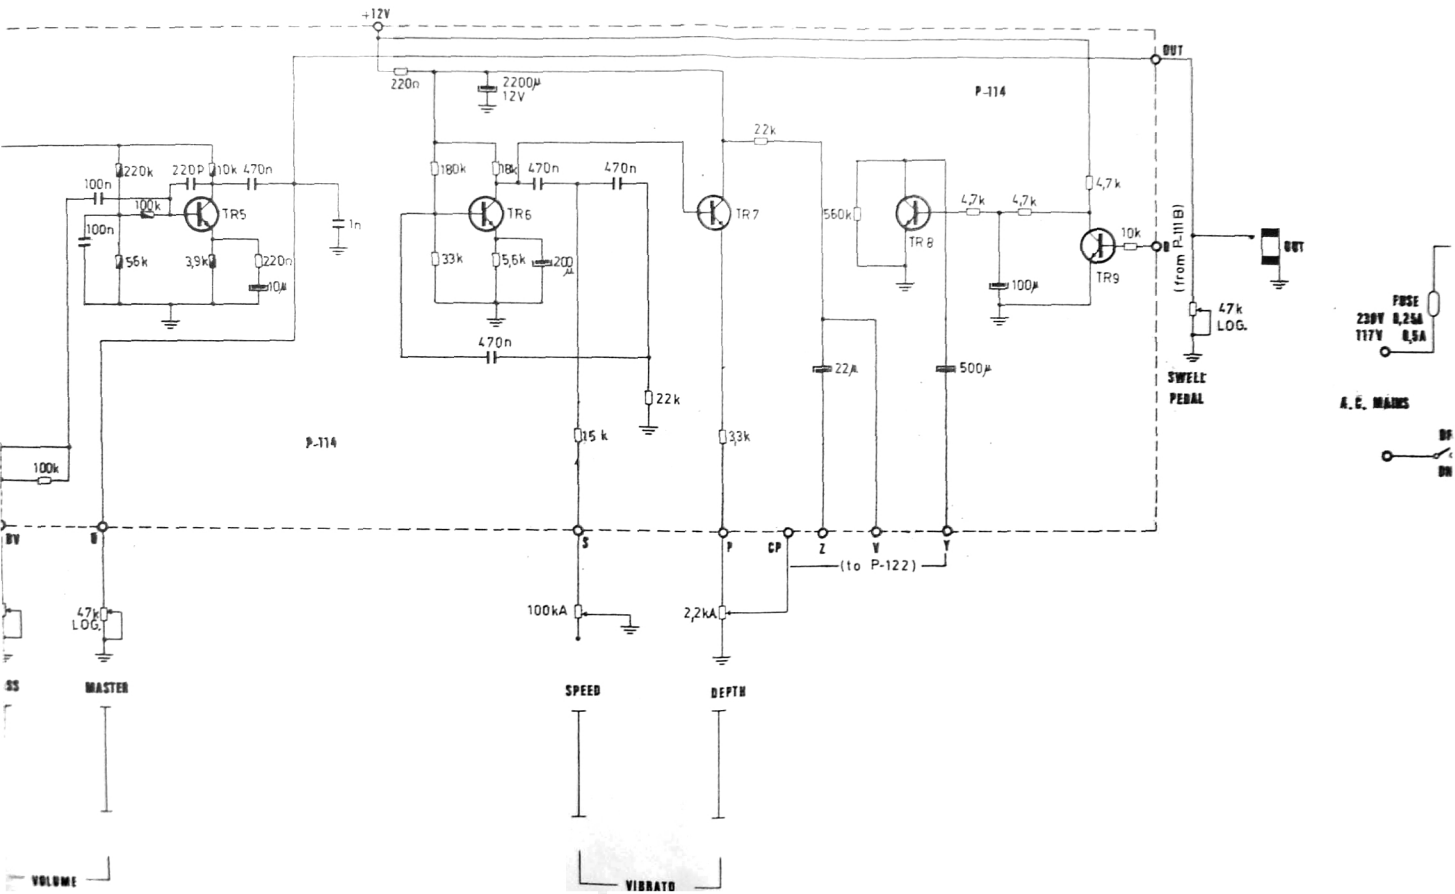 +12V
OUT
220n
2200µ
12V
P-114
22k
220k
220P
10k
470n
180k
18k
470n
470n
4,7k
100n
100k
TR5
TR6
TR7
560k
4,7k
4,7k
1n
TR8
10k
(from P-111B)
OUT
100n
56k
3,9k
220n
10µ
33k
5,6k
200
µ
100µ
TR9
47k
LOG.
FUSE
230V 0,25A
117V 0,5A
470n
22µ
500µ
SWELL
PEDAL
22k
A.C. MAINS
P-114
15k
3,3k
100k
BV
S
P
CP
Z
V
Y
(to P-122)
47k
LOG.
100kA
2,2kA
SS
MASTER
SPEED
DEPTH
VOLUME
VIBRATO